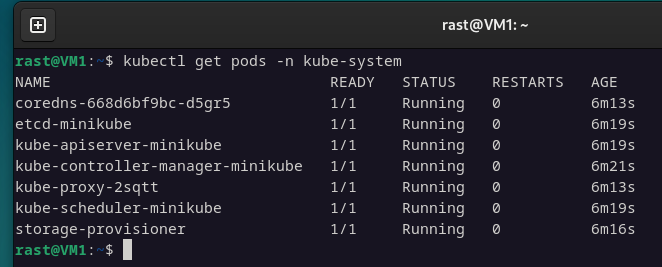 rast@VM1: ~
rast@VM1:~$ kubectl get pods -n kube-system
NAME                               READY   STATUS    RESTARTS   AGE
coredns-668d6bf9bc-d5gr5           1/1     Running   0          6m13s
etcd-minikube                      1/1     Running   0          6m19s
kube-apiserver-minikube            1/1     Running   0          6m19s
kube-controller-manager-minikube   1/1     Running   0          6m21s
kube-proxy-2sqtt                   1/1     Running   0          6m13s
kube-scheduler-minikube            1/1     Running   0          6m19s
storage-provisioner                1/1     Running   0          6m16s
rast@VM1:~$